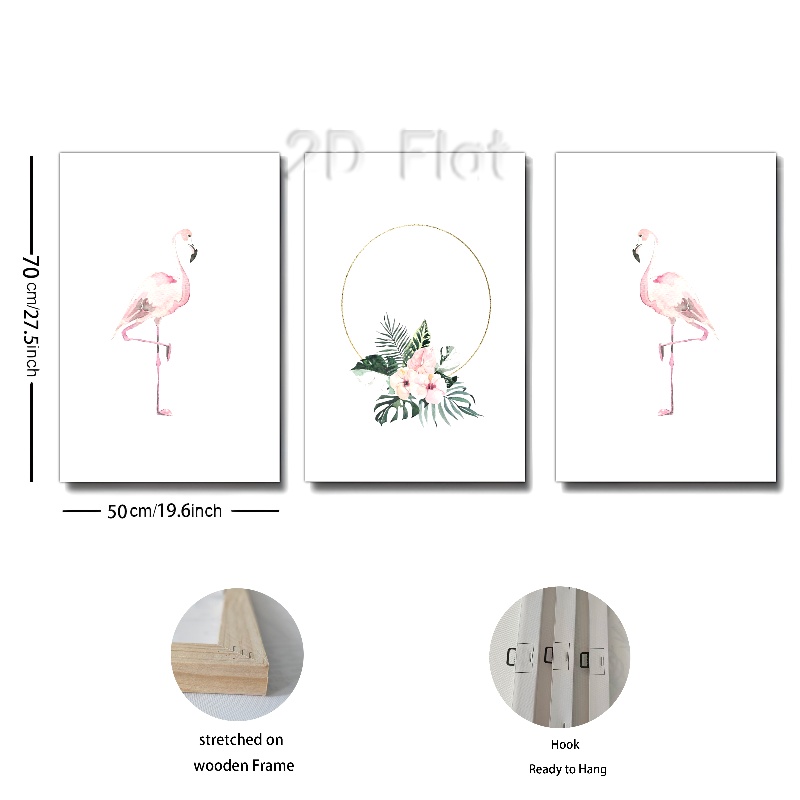 2D Flat
70 cm/27.5inch
50cm/19.6inch
stretched on
wooden Frame
Hook
Ready to Hang